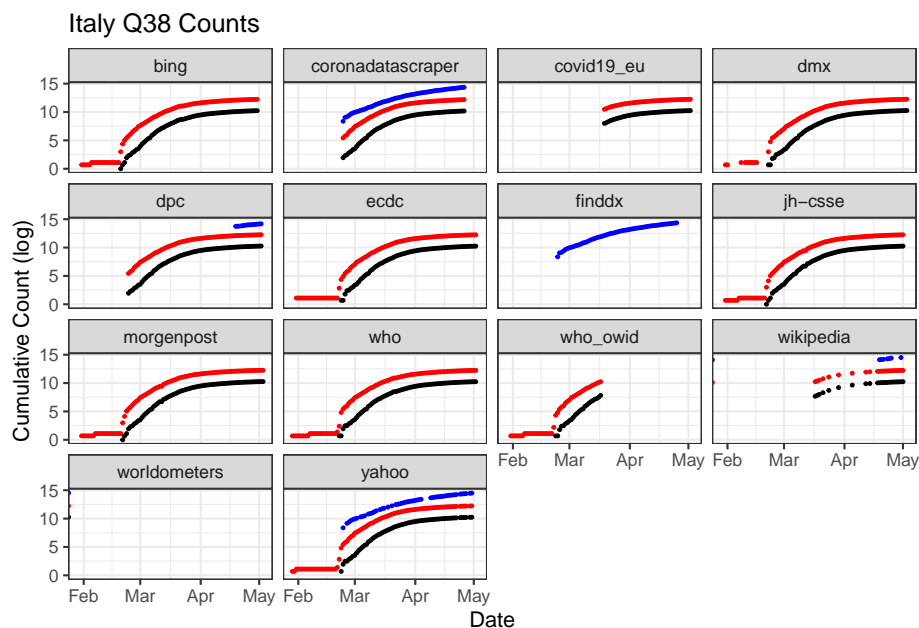 Italy Q38 Counts
bing coronadatascraper covid19_eu dmx
15
10
5
0
dpc ecdc finddx jh−csse
15
10
5
0
morgenpost who who_owid wikipedia
15
10
5
0
Feb Mar Apr May Feb Mar Apr May
worldometers yahoo
15
10
5
0
Feb Mar Apr May Feb Mar Apr May
Cumulative Count (log)
Date